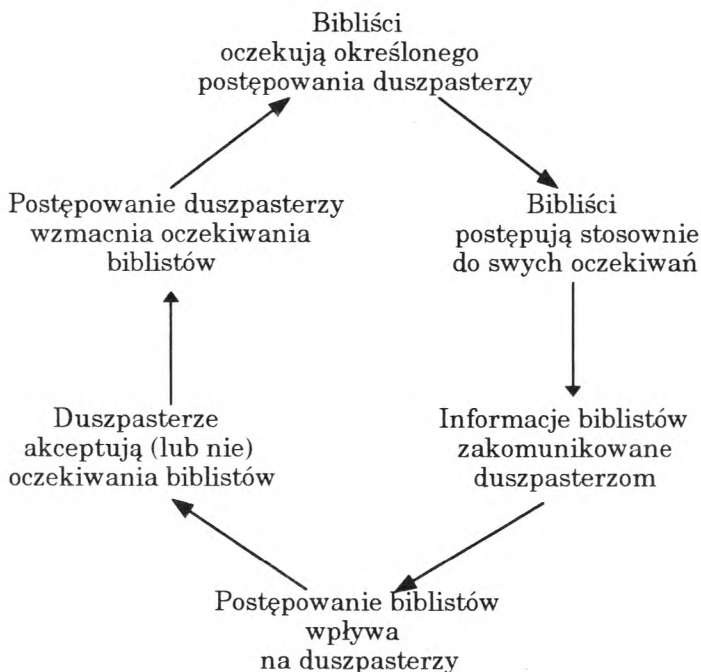 Bibliści
oczekują określonego
postępowania duszpasterzy
Bibliści
postępują stosownie
do swych oczekiwań
Informacje biblistów
zakomunikowane
duszpasterzom
Postępowanie biblistów
wpływa
na duszpasterzy
Duszpasterze
akceptują (lub nie)
oczekiwania biblistów
Postępowanie duszpasterzy
wzmacnia oczekiwania
biblistów